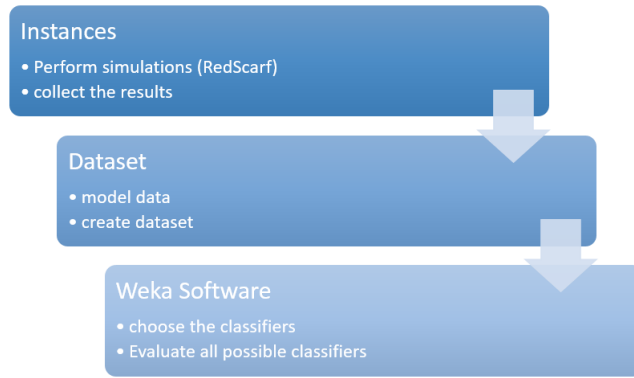 Instances
• Perform simulations (RedScarf)
• collect the results
Dataset
• model data
• create dataset
Weka Software
• choose the classifiers
• Evaluate all possible classifiers